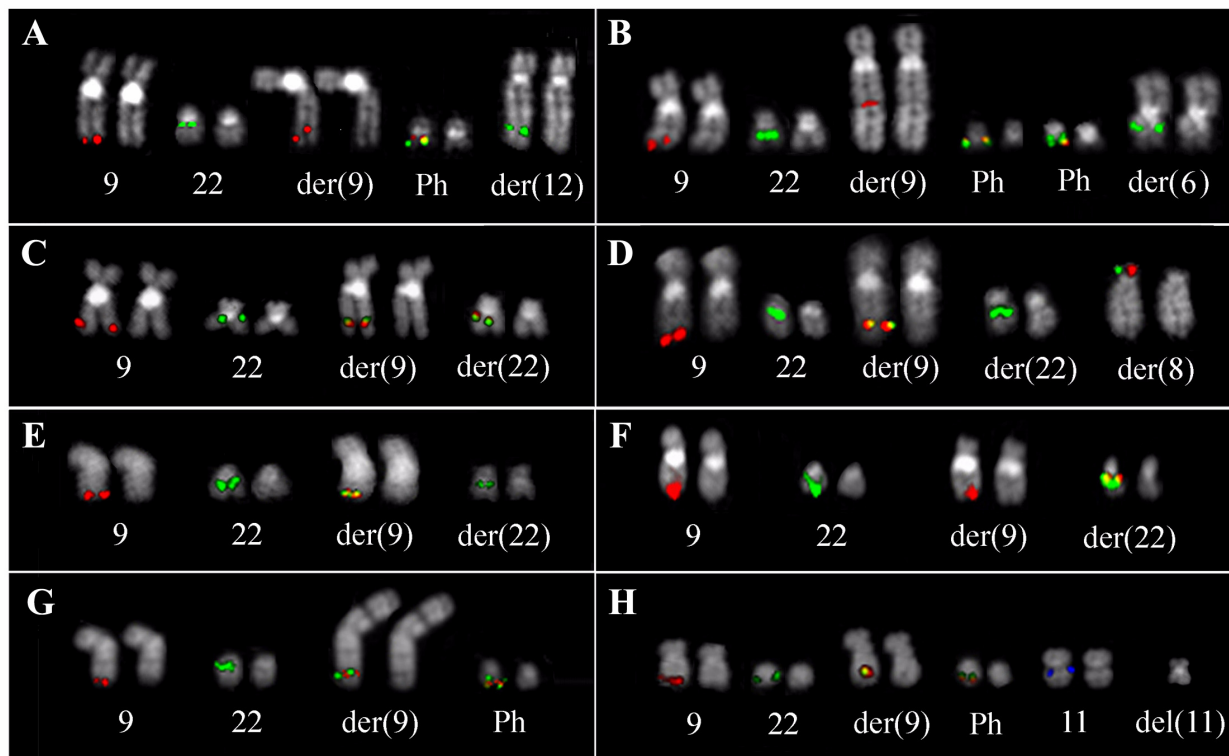 A
9 22 der(9) Ph der(12)
B
9 22 der(9) Ph Ph der(6)
C
9 22 der(9) der(22)
D
9 22 der(9) der(22) der(8)
E
9 22 der(9) der(22)
F
9 22 der(9) der(22)
G
9 22 der(9) Ph
H
9 22 der(9) Ph 11 del(11)